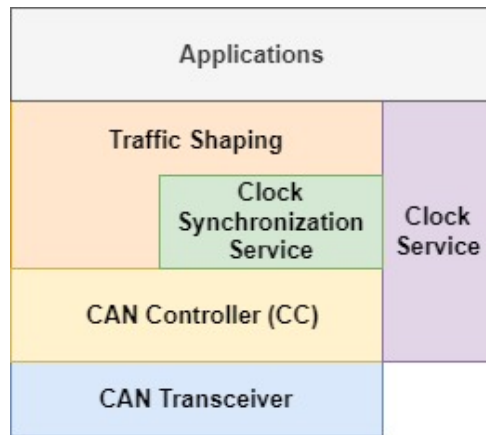 Applications
Traffic Shaping
Clock
Synchronization
Service
Clock
Service
CAN Controller (CC)
CAN Transceiver